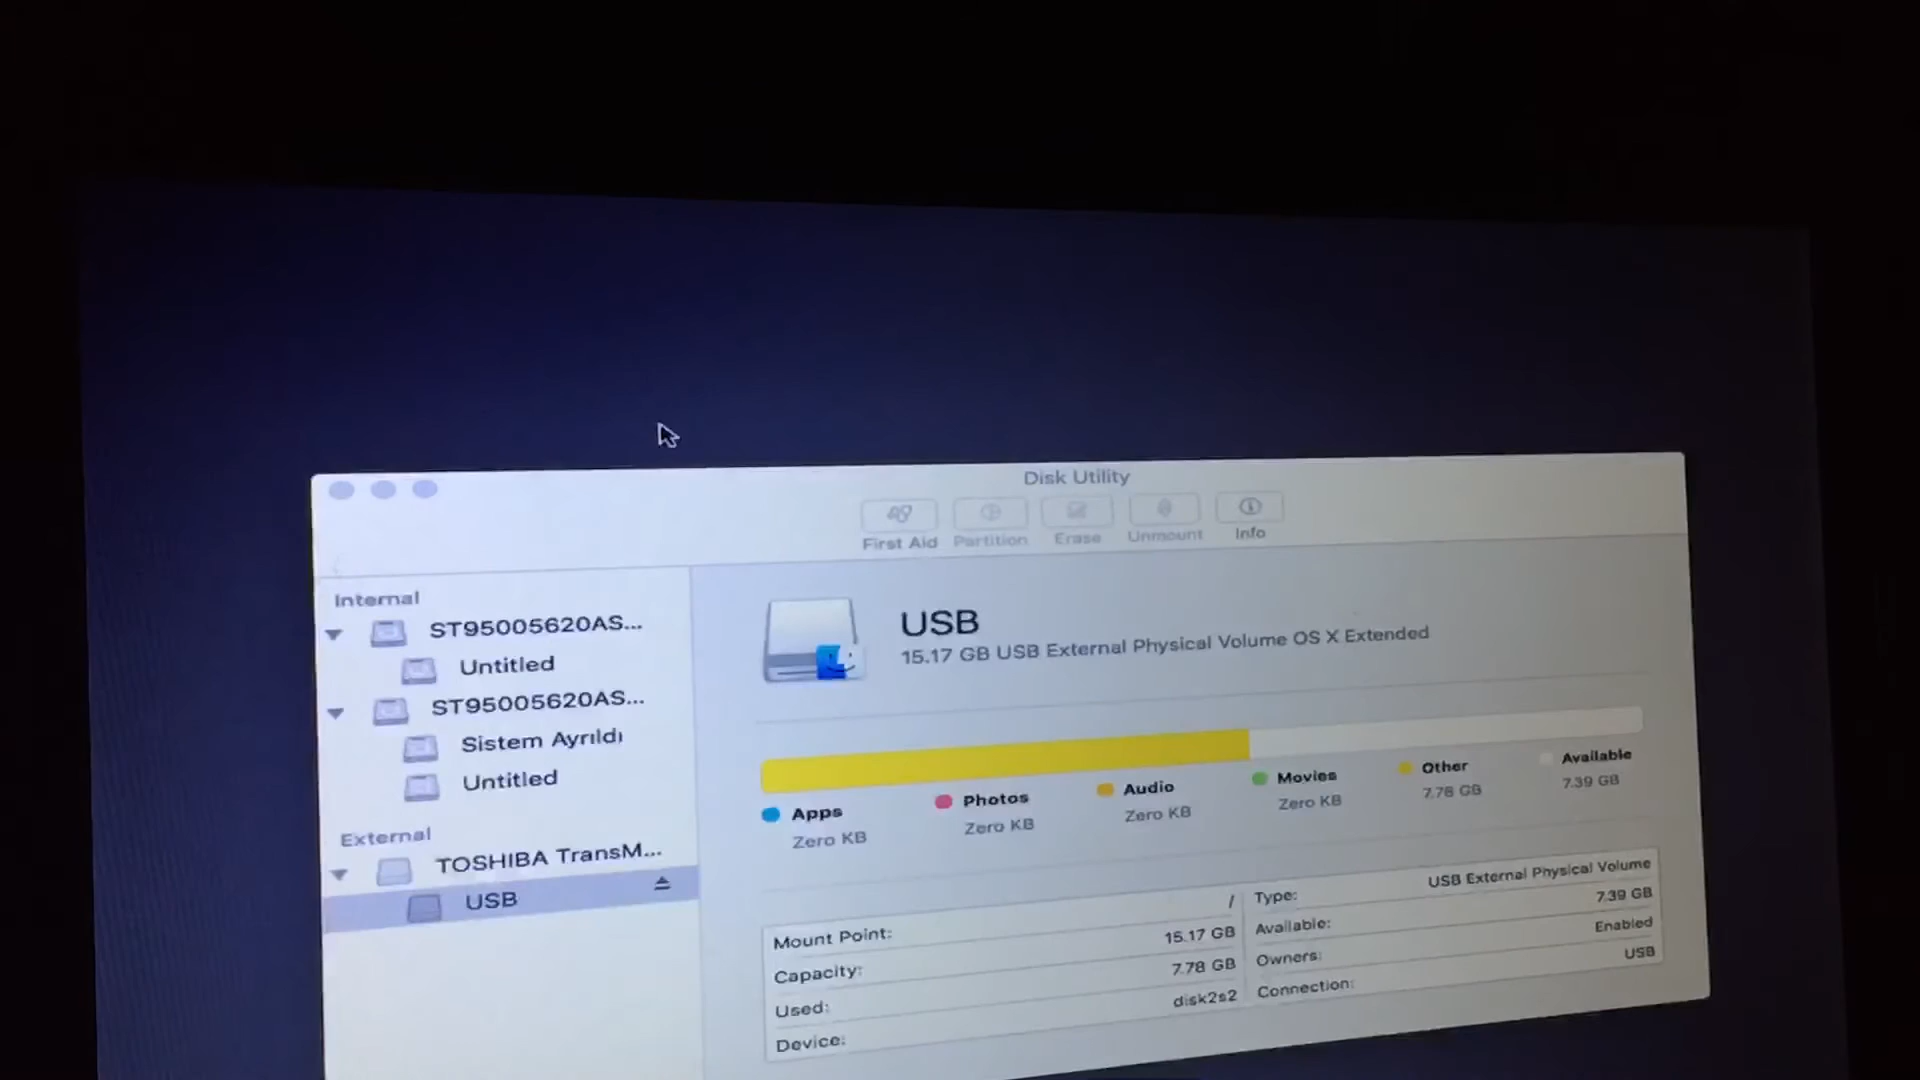 Disk Utility
First Aid Partition Erase Unmount Info
Internal
ST95005620AS...
Untitled
ST95005620AS...
Sistem Ayrıldı
Untitled
External
TOSHIBA TransM...
USB
USB
15.17 GB USB External Physical Volume OS X Extended
Apps
Zero KB
Photos
Zero KB
Audio
Zero KB
Movies
Zero KB
Other
7.78 GB
Available
7.39 GB
Mount Point: /
Capacity: 15.17 GB
Used: 7.78 GB
Device: disk2s2
Type: USB External Physical Volume
Available: 7.39 GB
Owners: Enabled
Connection: USB